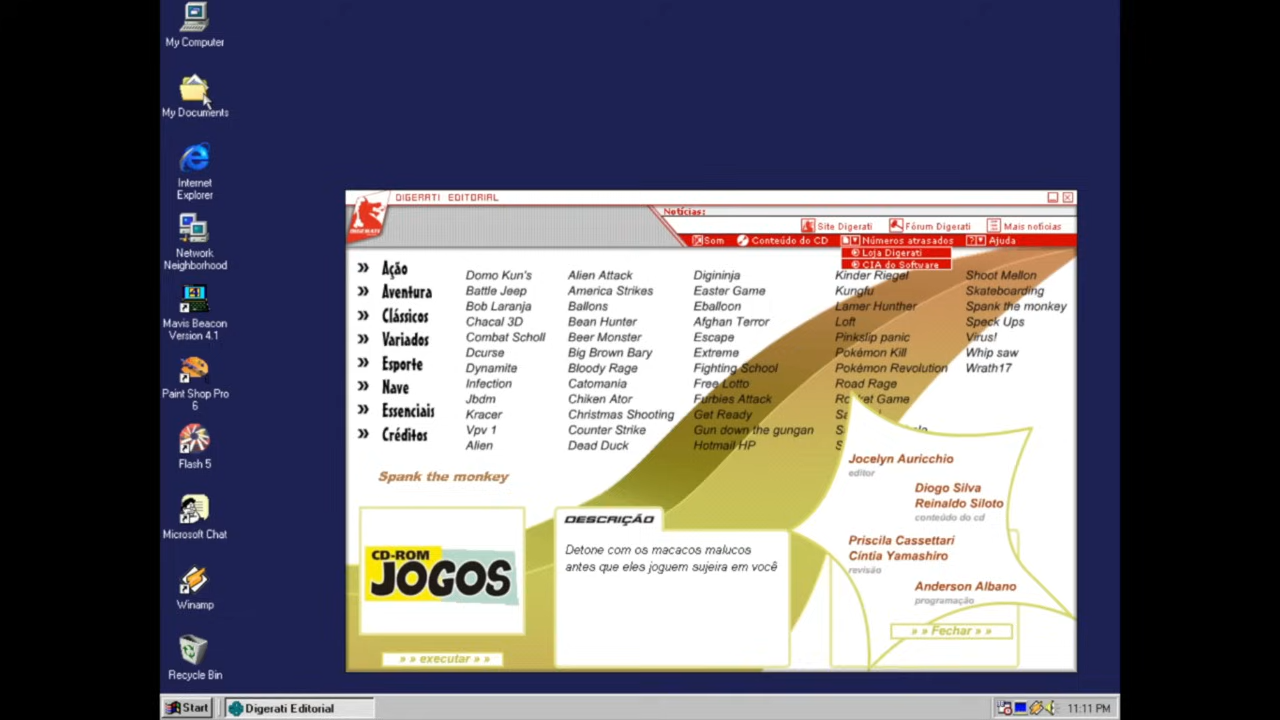 My Computer
My Documents
Internet
Explorer
Network
Neighborhood
Mavis Beacon
Version 4.1
Paint Shop Pro
6
Flash 5
Microsoft Chat
Winamp
Recycle Bin
DIGERATI EDITORIAL
Notícias:
Site Digerati
Fórum Digerati
Mais notícias
Som
Conteúdo do CD
Números atrasados
Ajuda
Loja Digerati
CIA do Software
Ação
Aventura
Clássicos
Variados
Esporte
Nave
Essenciais
Créditos
Domo Kun's
Battle Jeep
Bob Laranja
Chacal 3D
Combat Scholl
Dcurse
Dynamite
Infection
Jbdm
Kracer
Vpv 1
Alien
Alien Attack
America Strikes
Ballons
Bean Hunter
Beer Monster
Big Brown Bary
Bloody Rage
Catomania
Chiken Ator
Christmas Shooting
Counter Strike
Dead Duck
Digininja
Easter Game
Eballoon
Afghan Terror
Escape
Extreme
Fighting School
Free Lotto
Furbies Attack
Get Ready
Gun down the gungan
Hotmail HP
Kinder Riegel
Kungfu
Lamer Hunther
Loft
Pinkslip panic
Pokémon Kill
Pokémon Revolution
Road Rage
Game
Shoot Mellon
Skateboarding
Spank the monkey
Speck Ups
Virus!
Whip saw
Wrath17
Spank the monkey
CD-ROM
JOGOS
» » executar » »
DESCRIÇÃO
Detone com os macacos malucos
antes que eles joguem sujeira em você
Jocelyn Auricchio
editor
Diogo Silva
Reinaldo Siloto
conteúdo do cd
Priscila Cassettari
Cíntia Yamashiro
revisão
Anderson Albano
programação
» » Fechar » »
Start
Digerati Editorial
11:11 PM